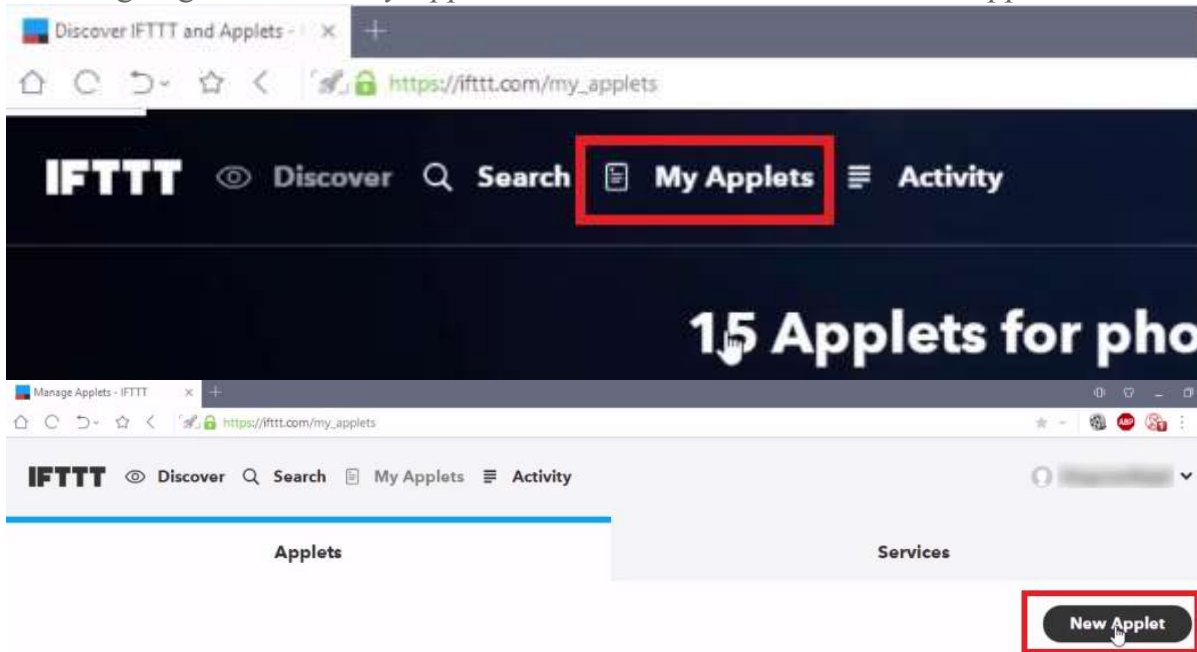 Discover IFTTT and Applets -
https://ifttt.com/my_applets
IFTTT Discover Search My Applets Activity
15 Applets for pho
Manage Applets - IFTTT
https://ifttt.com/my_applets
ABP
IFTTT Discover Search My Applets Activity
Applets Services
New Applet